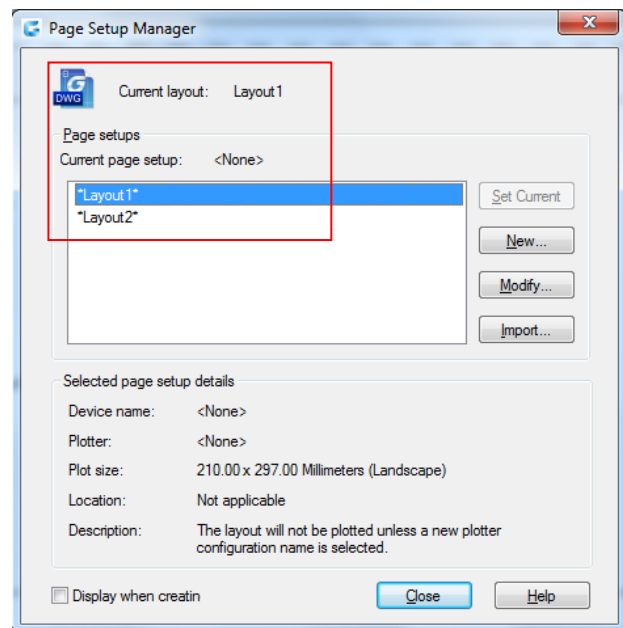 Page Setup Manager
DWG
Current layout: Layout1
Page setups
Current page setup: <None>
*Layout1*
*Layout2*
Set Current
New...
Modify...
Import...
Selected page setup details
Device name: <None>
Plotter: <None>
Plot size: 210.00 x 297.00 Millimeters (Landscape)
Location: Not applicable
Description: The layout will not be plotted unless a new plotter
configuration name is selected.
Display when creatin
Close Help